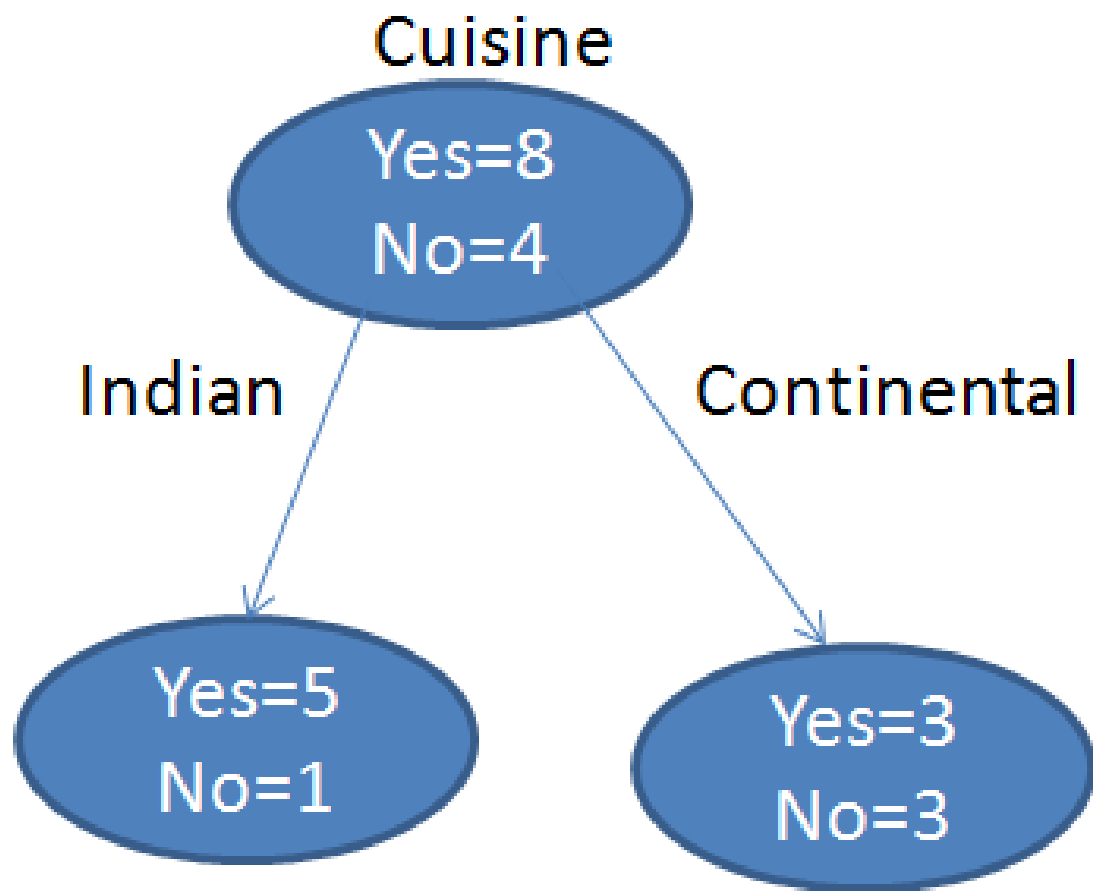 Cuisine
Yes=8
No=4
Indian
Continental
Yes=5
No=1
Yes=3
No=3